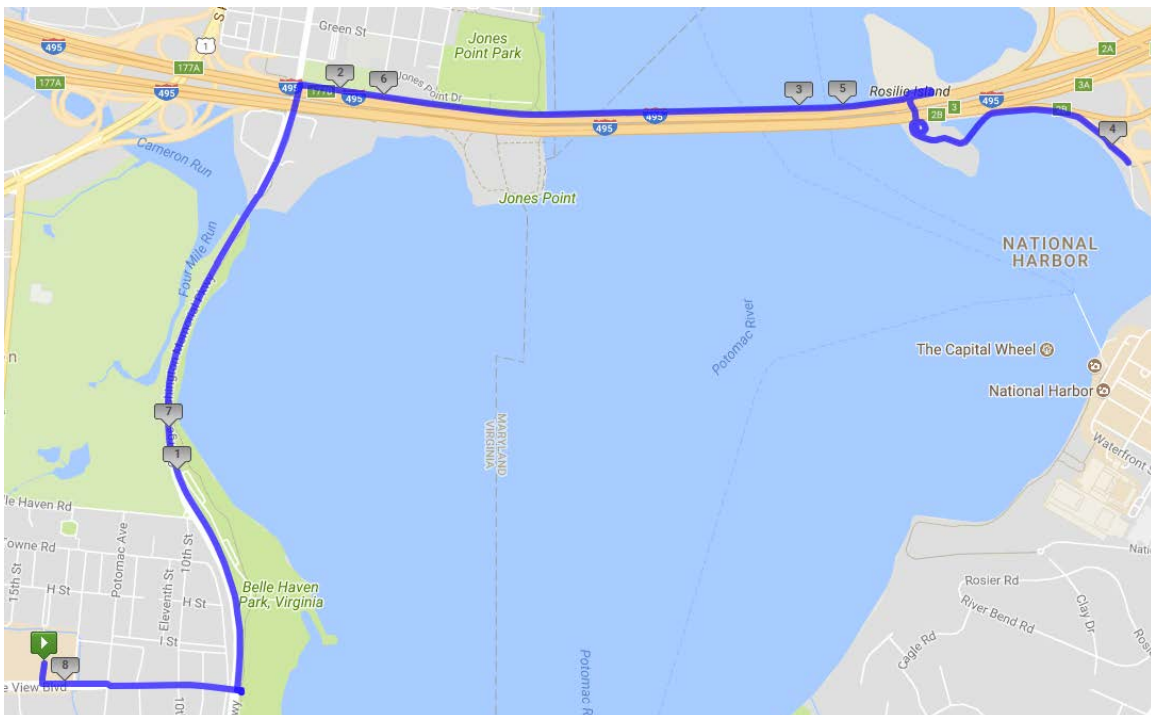 Green St
Jones
Point Park
495
1
177A
495
177A
2
6
Jones Point Dr
495
177B
495
3
5
Rosilie Island
495
495
2A
3A
3
2B
495
2B
4
Cameron Run
Jones Point
Four Mile Run
NATIONAL
HARBOR
Potomac River
The Capital Wheel
National Harbor
7
1
MARYLAND
VIRGINIA
Waterfront S
lle Haven Rd
Towne Rd
Potomac Ave
10th St
15th St
H St
Eleventh St
H St
I St
Belle Haven
Park, Virginia
Natio
Rosier Rd
River Bend Rd
Clay Dr
Cagle Rd
Rosie
8
e View Blvd
10th
wy
Potomac R